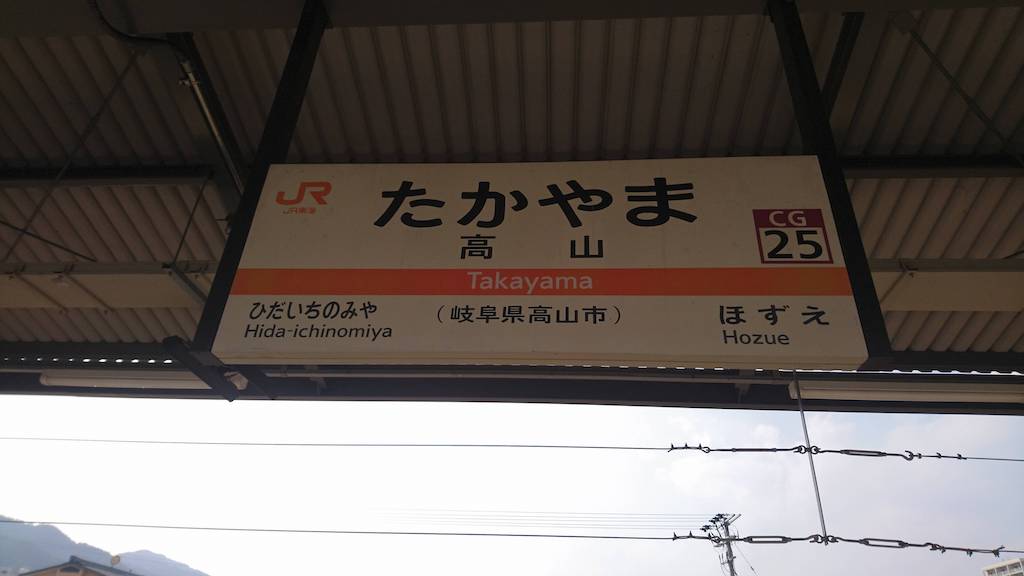 JR
JR東海
たかやま
高山
CG
25
Takayama
ひだいちのみや
Hida-ichinomiya
（岐阜県高山市）
ほずえ
Hozue